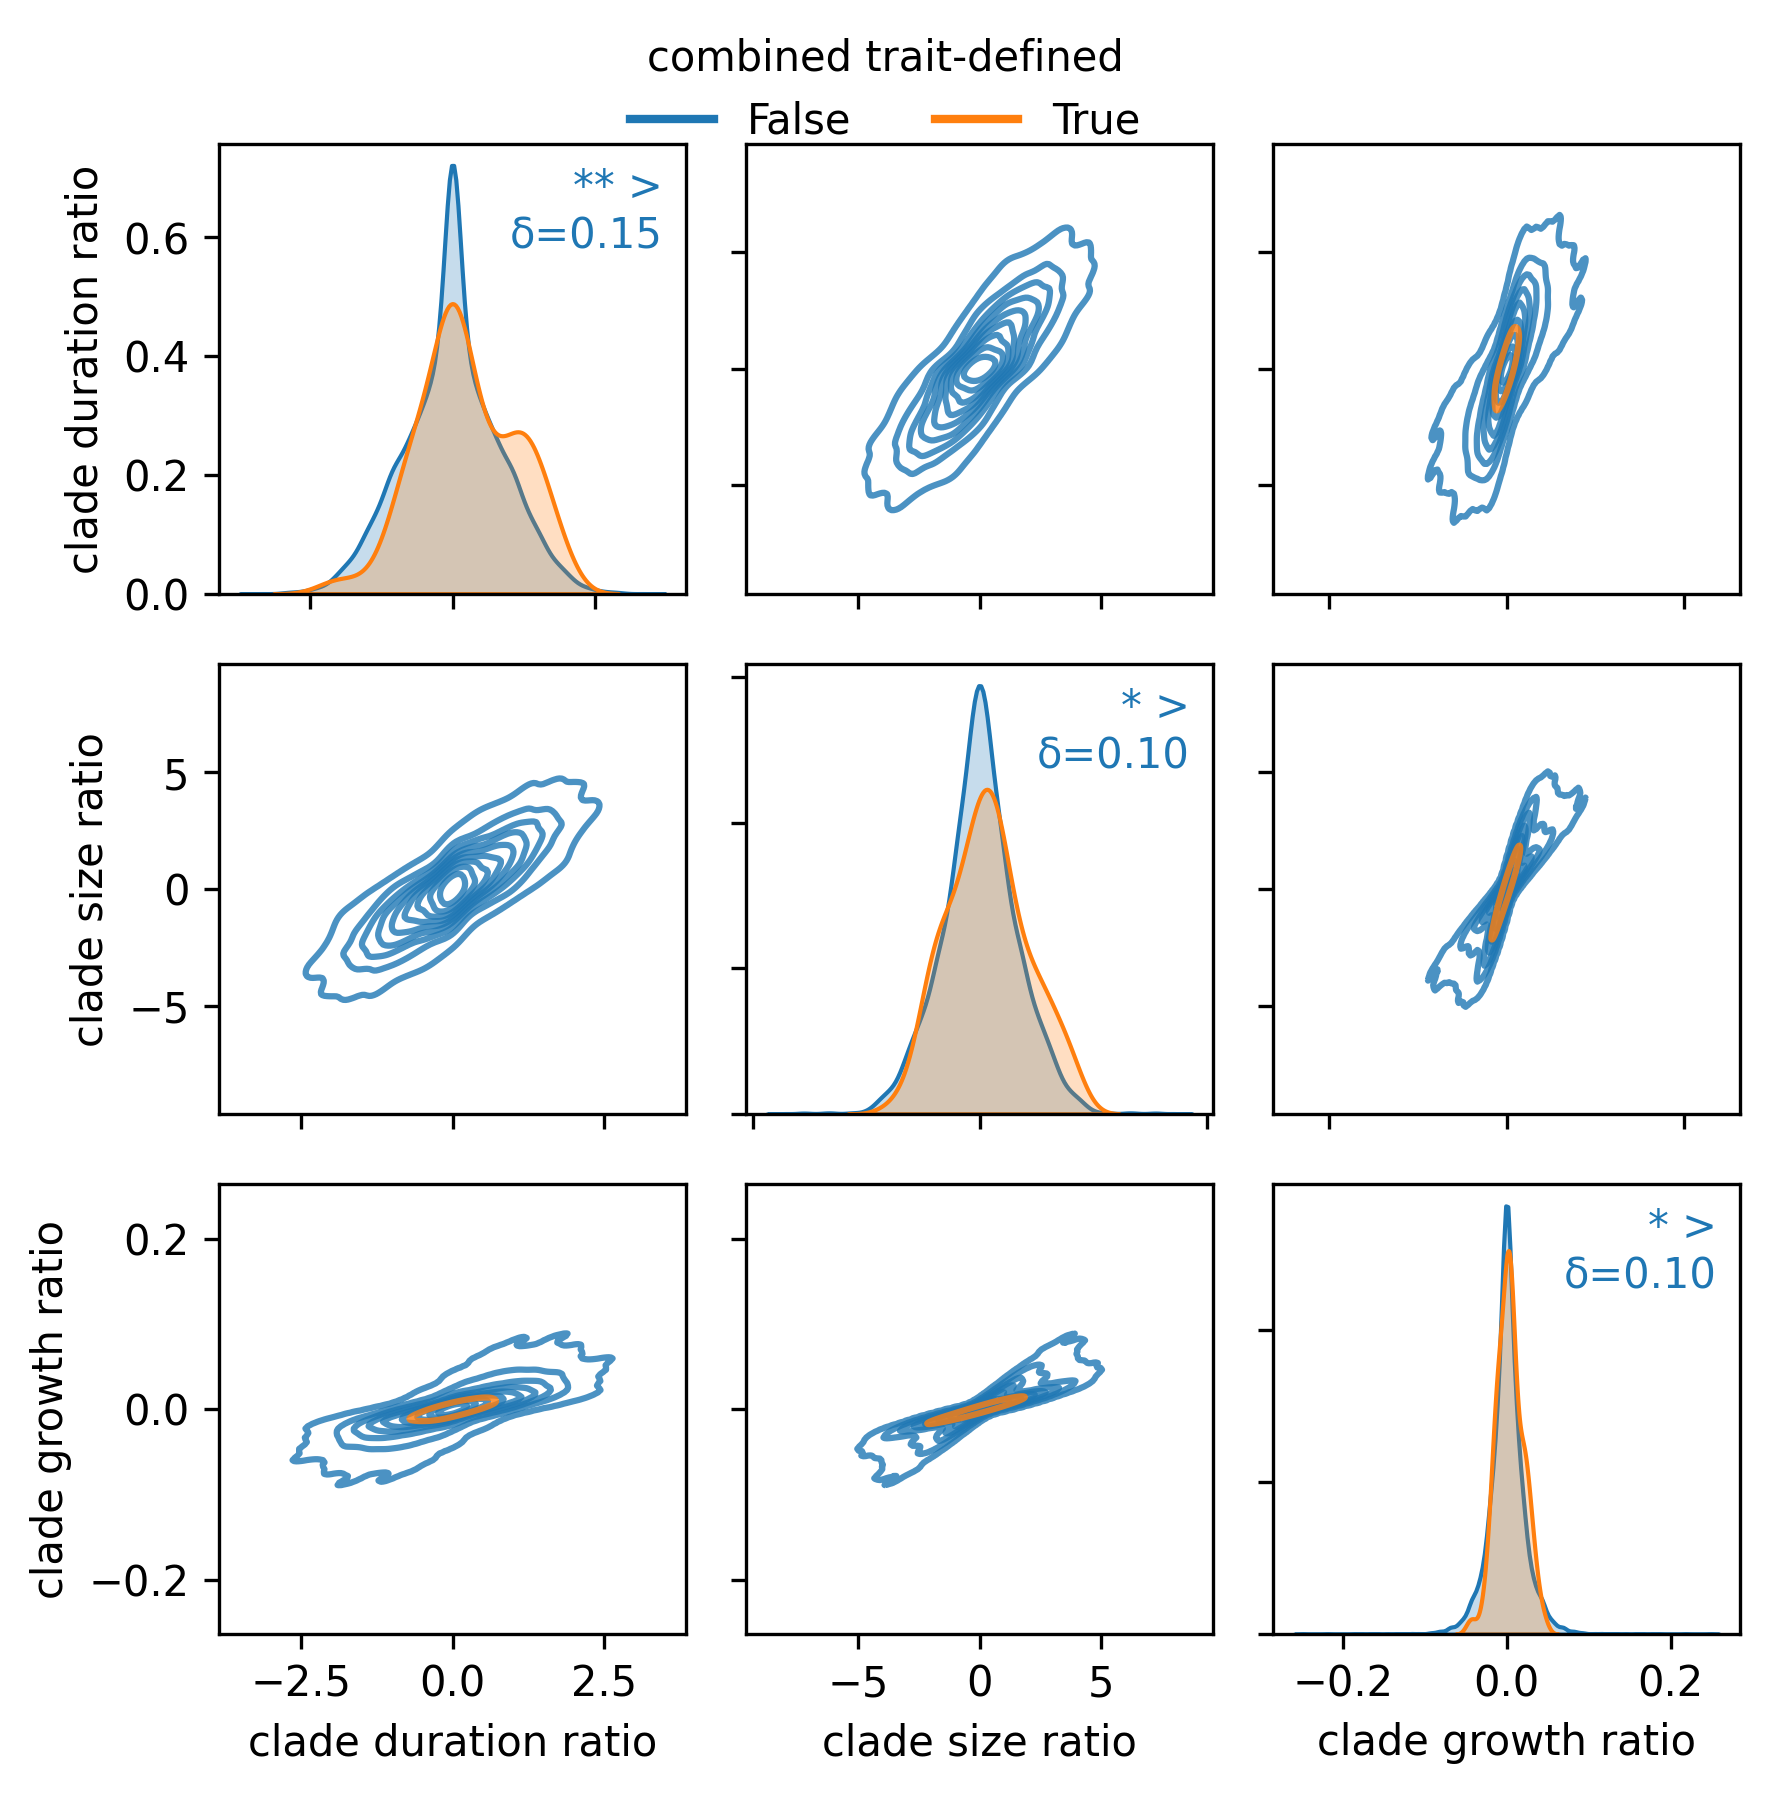 combined trait-defined
False True
clade duration ratio
0.6
0.4
0.2
0.0
** >
δ=0.15
clade size ratio
5
0
−5
* >
δ=0.10
clade growth ratio
0.2
0.0
−0.2
* >
δ=0.10
−2.5 0.0 2.5
−5 0 5
−0.2 0.0 0.2
clade duration ratio
clade size ratio
clade growth ratio